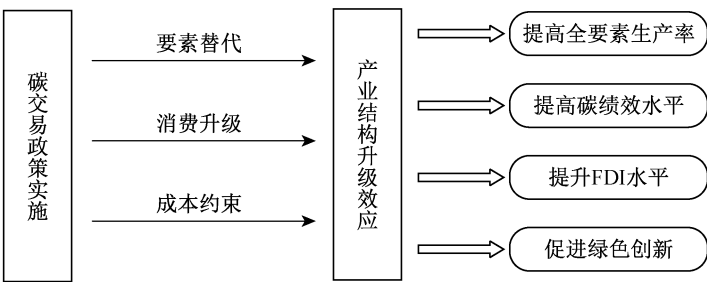 碳交易政策实施
要素替代
消费升级
成本约束
产业结构升级效应
提高全要素生产率
提高碳绩效水平
提升FDI水平
促进绿色创新